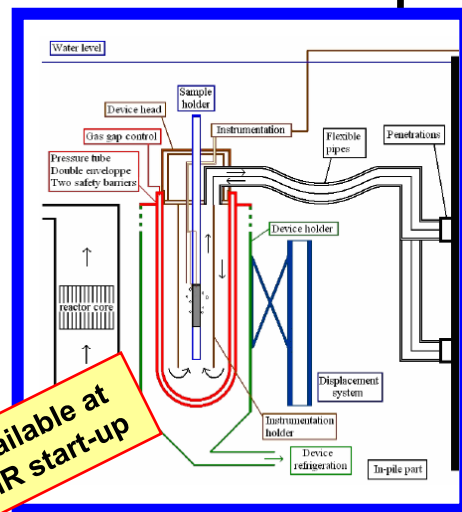 Water level
Sample
holder
Device head
Instrumentation
Gas gap control
Flexible
pipes
Penetrations
Pressure tube
Double enveloppe
Two safety barriers
Device holder
reactor core
Displacement
system
Instrumentation
holder
Device
refrigeration
In-pile part
at
start-up